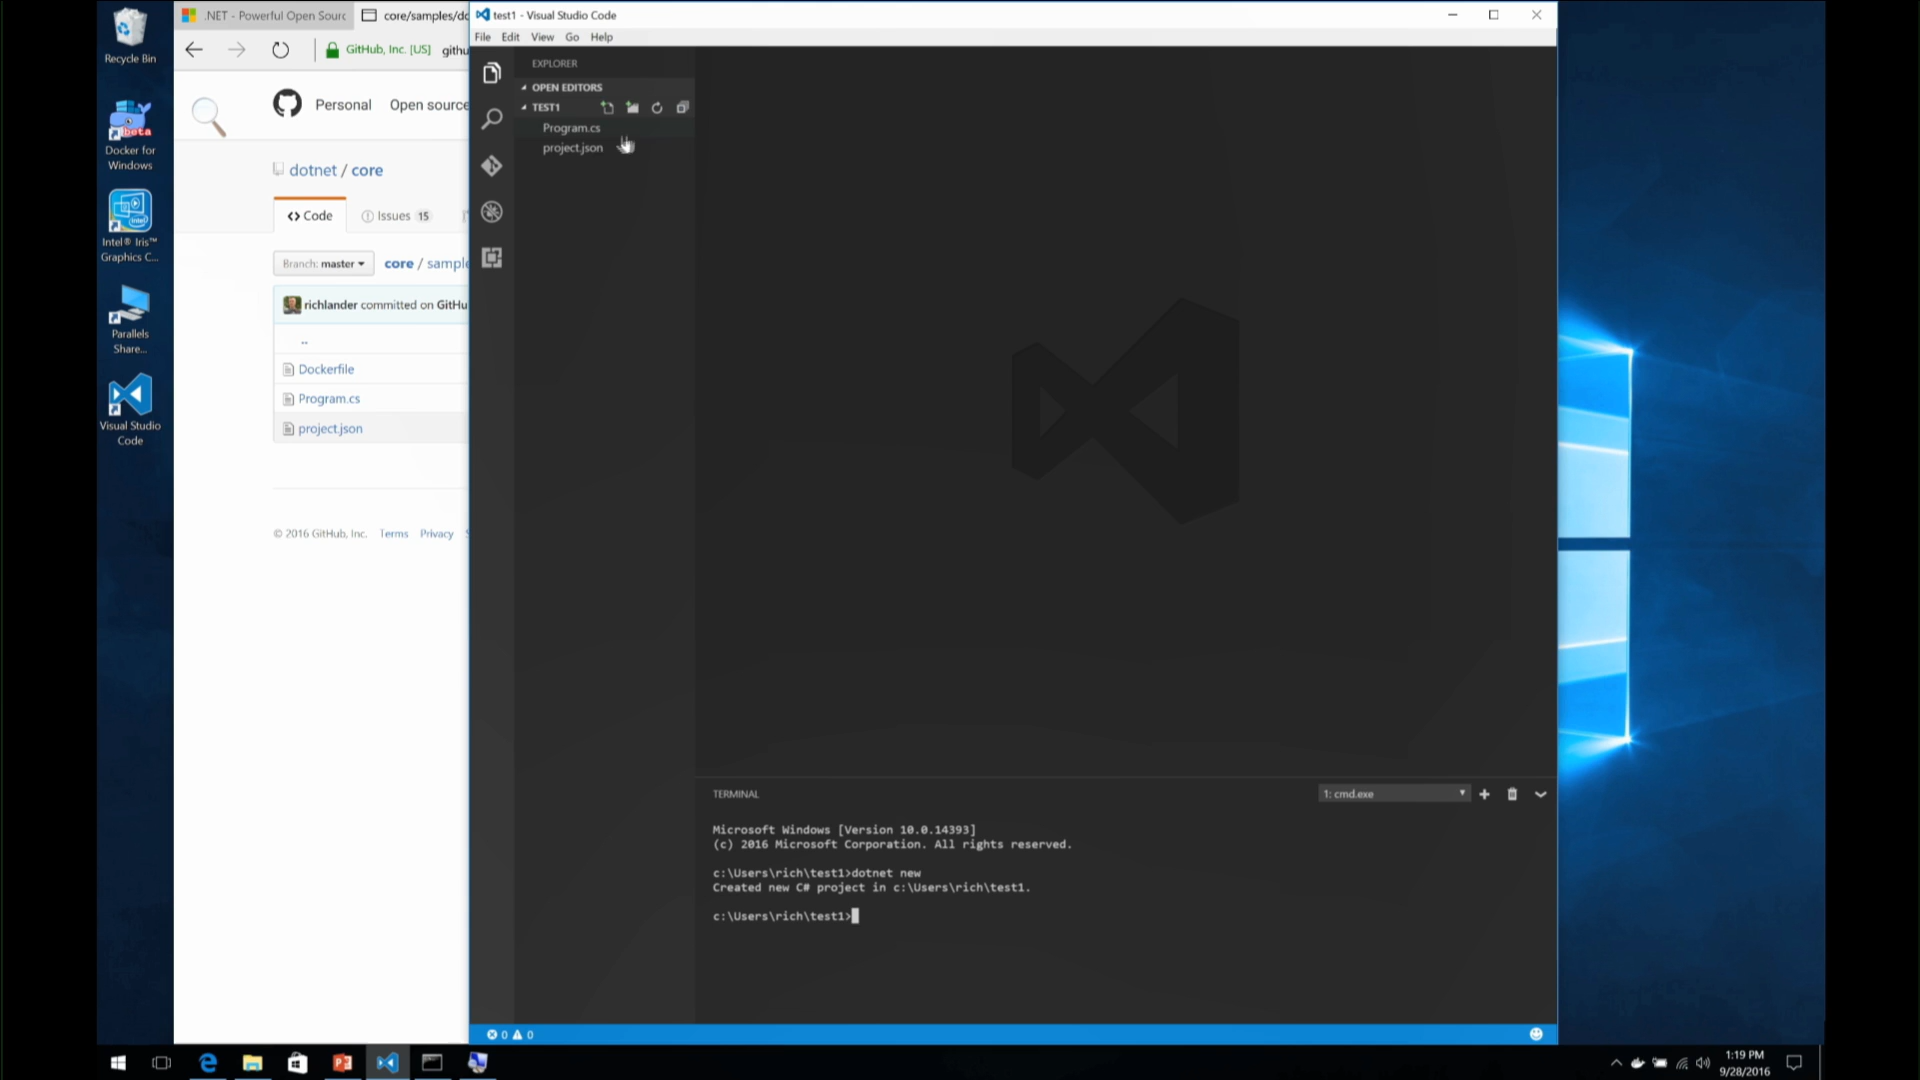 Recycle Bin
Docker for
Windows
beta
Intel® Iris™
Graphics C...
Parallels
Share...
Visual Studio
Code
.NET - Powerful Open Sourc
core/samples/do
GitHub, Inc. [US] githu
Personal Open source
dotnet / core
Code
Issues 15
Branch: master
core / sample
richlander committed on GitHu
..
Dockerfile
Program.cs
project.json
© 2016 GitHub, Inc. Terms Privacy S
test1 - Visual Studio Code
File Edit View Go Help
EXPLORER
OPEN EDITORS
TEST1
Program.cs
project.json
TERMINAL
1: cmd.exe
Microsoft Windows [Version 10.0.14393]
(c) 2016 Microsoft Corporation. All rights reserved.
c:\Users\rich\test1>dotnet new
Created new C# project in c:\Users\rich\test1.
c:\Users\rich\test1>
0 0
1:19 PM
9/28/2016